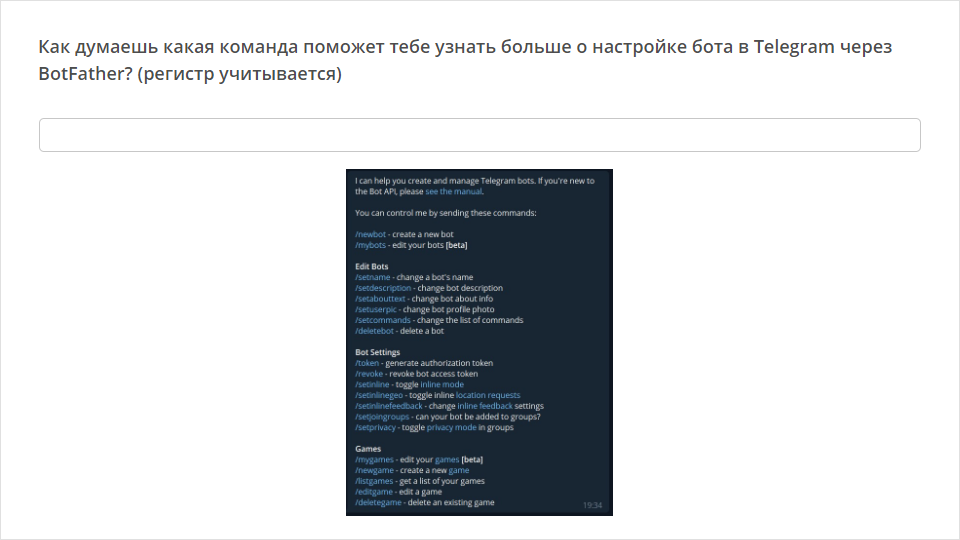 Как думаешь какая команда поможет тебе узнать больше о настройке бота в Telegram через
BotFather? (регистр учитывается)
I can help you create and manage Telegram bots. If you're new to
the Bot API, please see the manual.
You can control me by sending these commands:
/newbot - create a new bot
/mybots - edit your bots [beta]
Edit Bots
/setname - change a bot's name
/setdescription - change bot description
/setabouttext - change bot about info
/setuserpic - change bot profile photo
/setcommands - change the list of commands
/deletebot - delete a bot
Bot Settings
/token - generate authorization token
/revoke - revoke bot access token
/setinline - toggle inline mode
/setinlinegeo - toggle inline location requests
/setinlinefeedback - change inline feedback settings
/setjoingroups - can your bot be added to groups?
/setprivacy - toggle privacy mode in groups
Games
/mygames - edit your games [beta]
/newgame - create a new game
/listgames - get a list of your games
/editgame - edit a game
/deletegame - delete an existing game
19:34